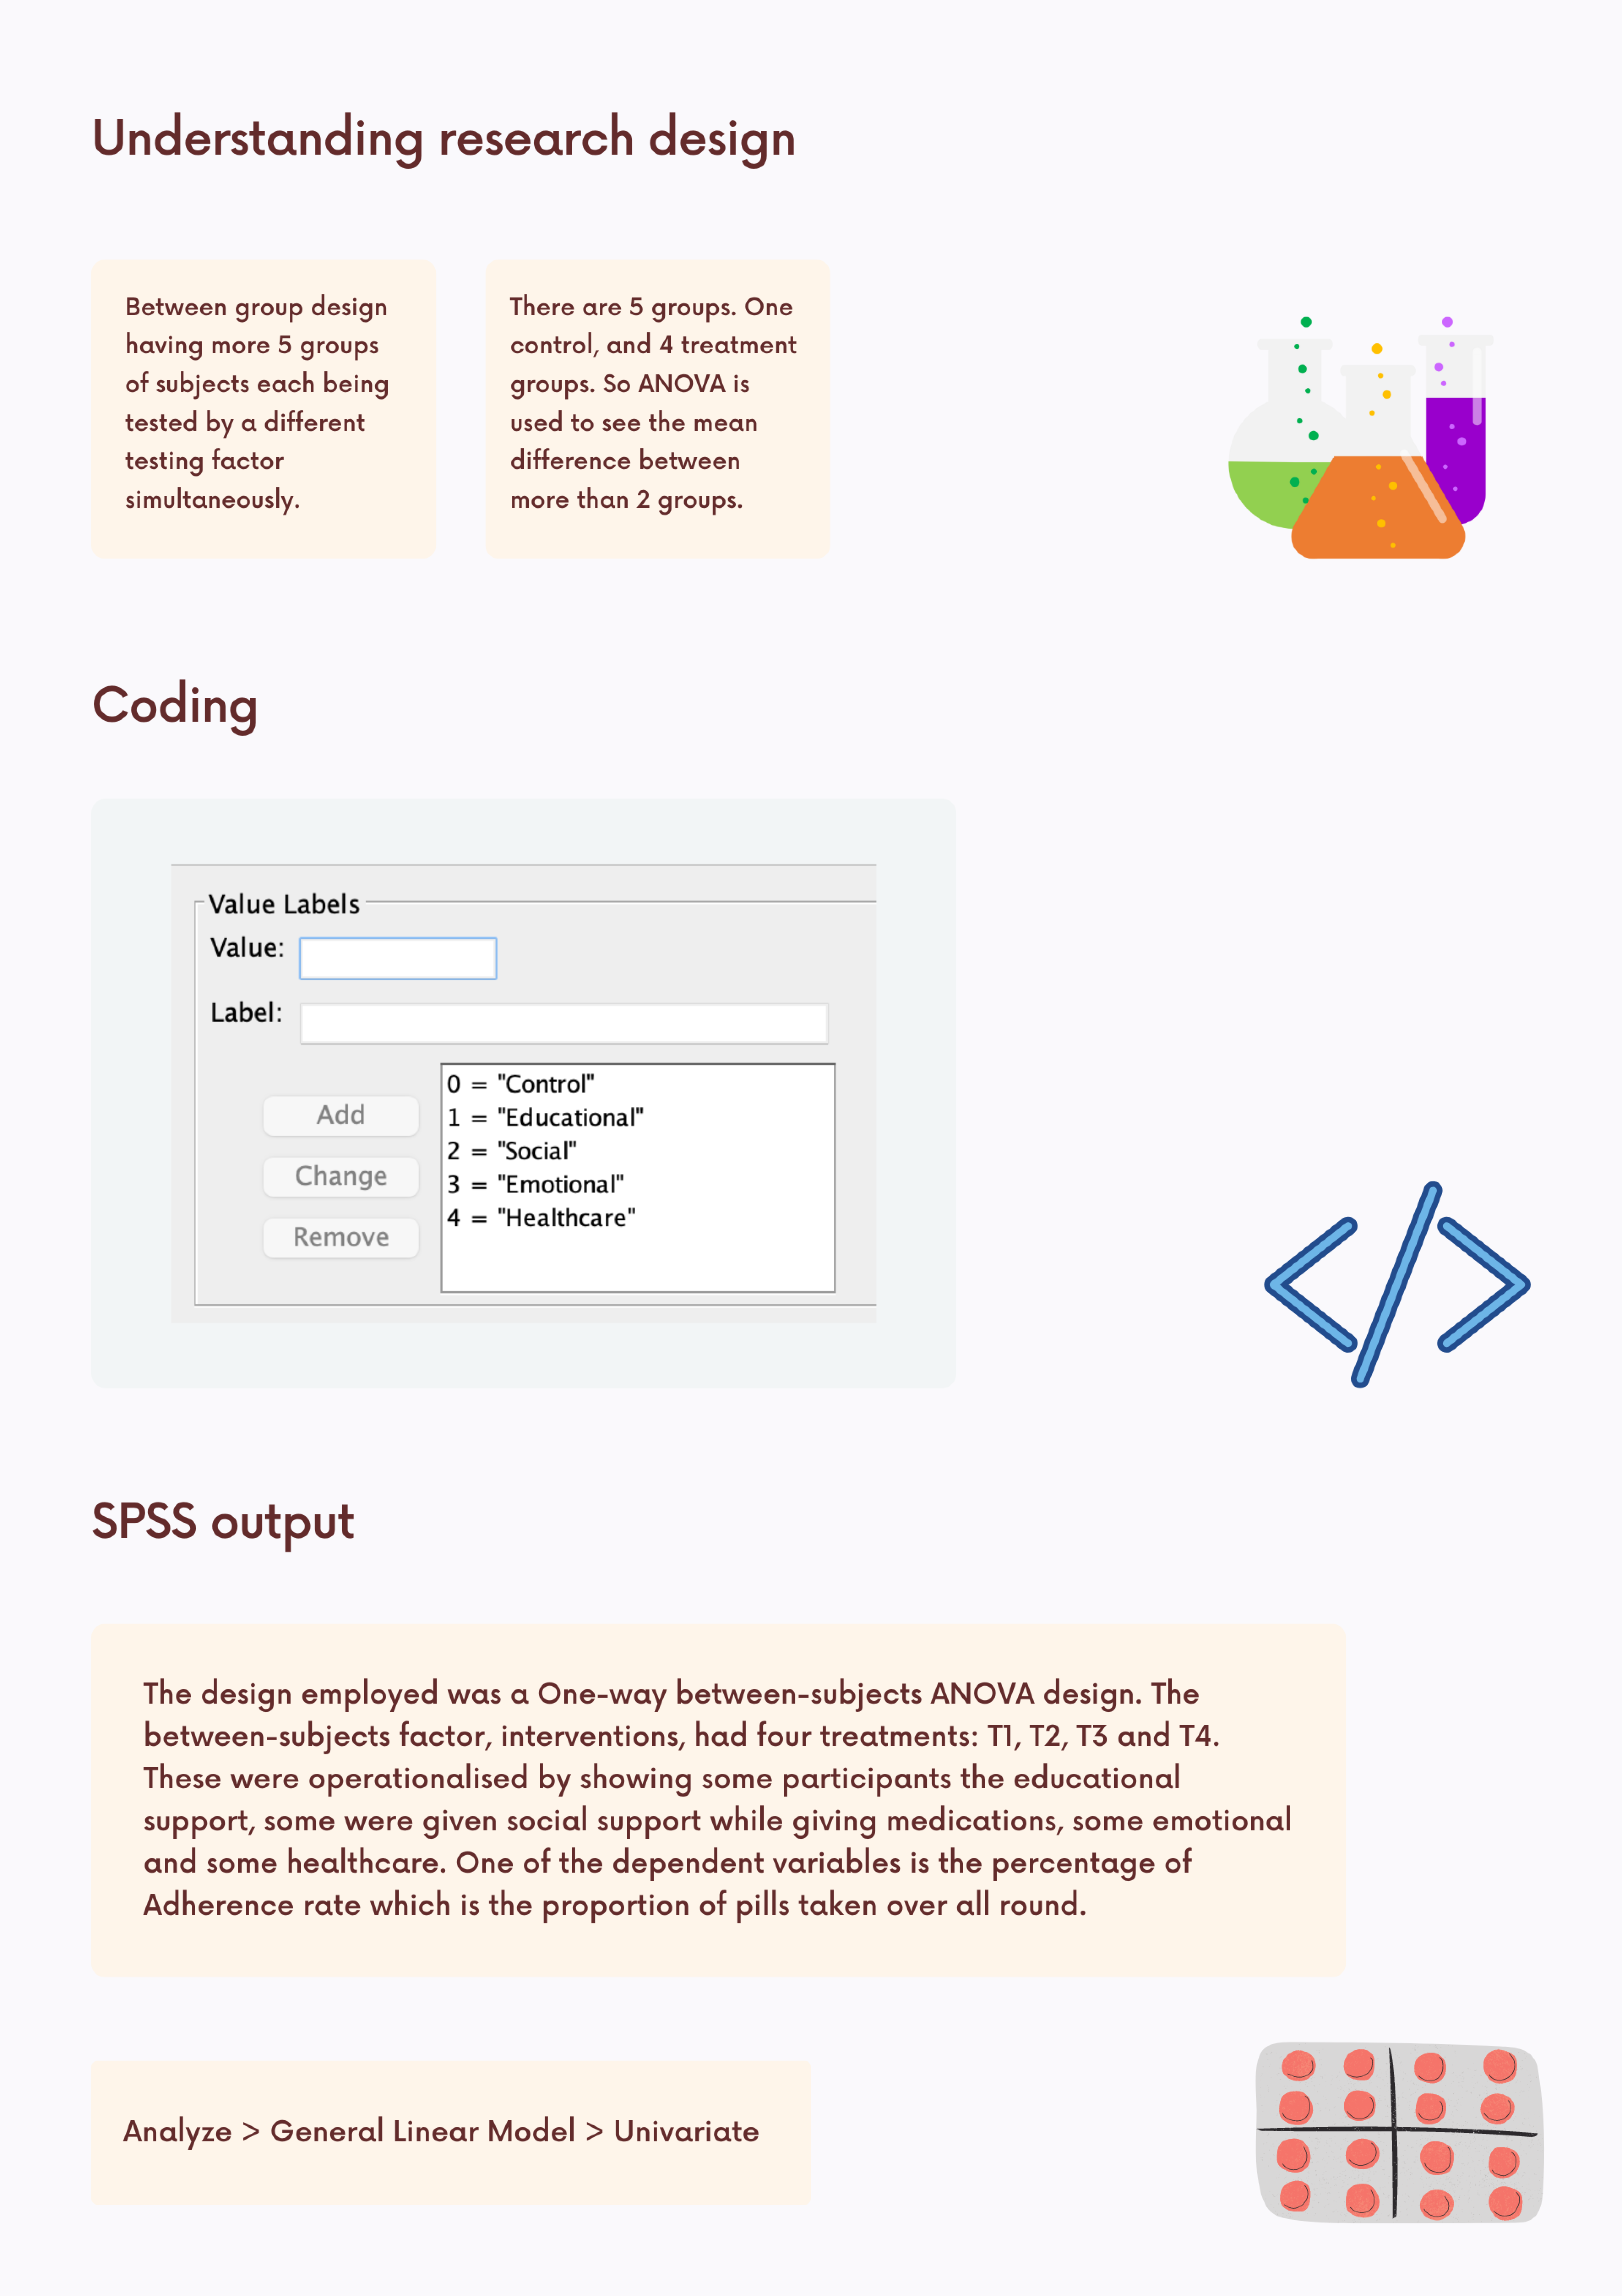 Understanding research design
Between group design
having more 5 groups
of subjects each being
tested by a different
testing factor
simultaneously.
There are 5 groups. One
control, and 4 treatment
groups. So ANOVA is
used to see the mean
difference between
more than 2 groups.
Coding
Value Labels
Value:
Label:
Add
Change
Remove
0 = "Control"
1 = "Educational"
2 = "Social"
3 = "Emotional"
4 = "Healthcare"
SPSS output
The design employed was a One-way between-subjects ANOVA design. The
between-subjects factor, interventions, had four treatments: T1, T2, T3 and T4.
These were operationalised by showing some participants the educational
support, some were given social support while giving medications, some emotional
and some healthcare. One of the dependent variables is the percentage of
Adherence rate which is the proportion of pills taken over all round.
Analyze > General Linear Model > Univariate